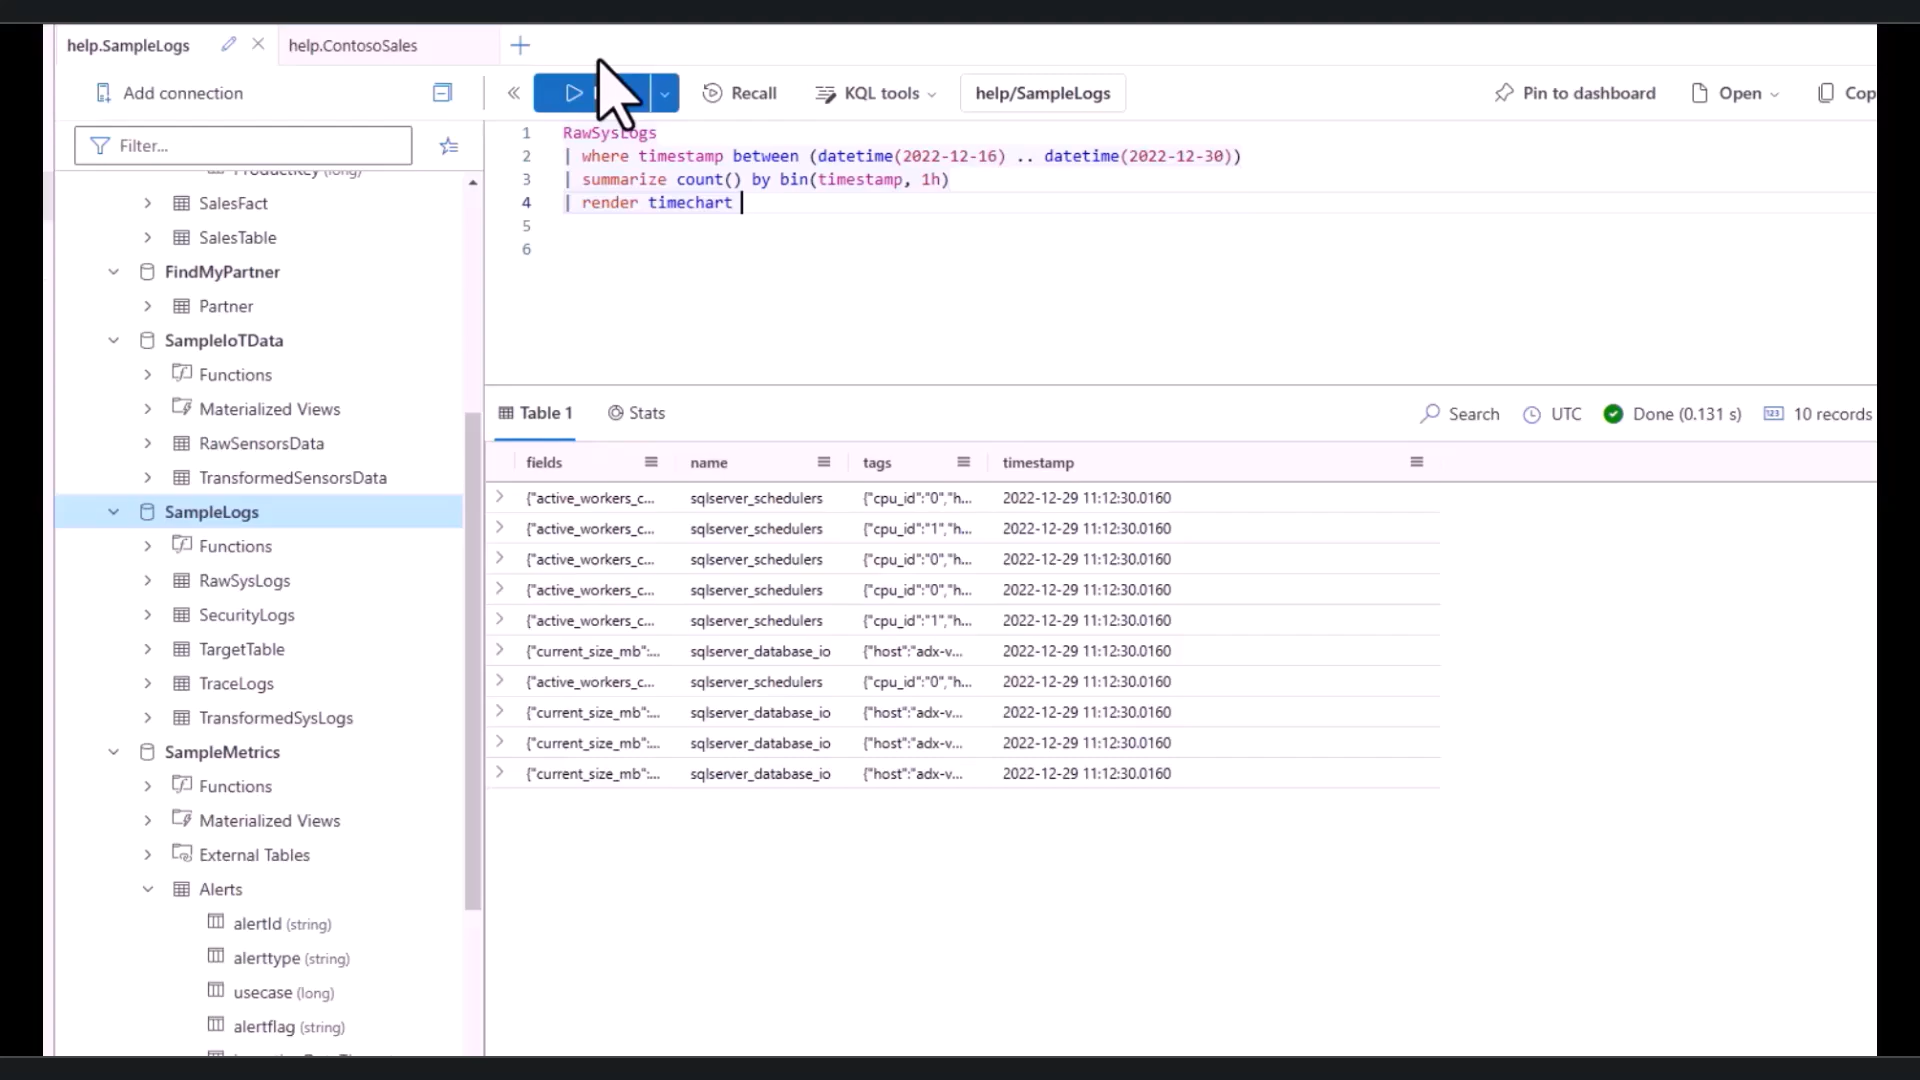 help.SampleLogs
help.ContosoSales
Add connection
Recall
KQL tools
help/SampleLogs
Pin to dashboard
Open
Cop
Filter...
ProductKey (long)
SalesFact
SalesTable
FindMyPartner
Partner
SampleIoTData
Functions
Materialized Views
RawSensorsData
TransformedSensorsData
SampleLogs
Functions
RawSysLogs
SecurityLogs
TargetTable
TraceLogs
TransformedSysLogs
SampleMetrics
Functions
Materialized Views
External Tables
Alerts
alertId (string)
alerttype (string)
usecase (long)
alertflag (string)
1 RawSysLogs
2 | where timestamp between (datetime(2022-12-16) .. datetime(2022-12-30))
3 | summarize count() by bin(timestamp, 1h)
4 | render timechart
5
6
Table 1 Stats Search UTC Done (0.131 s) 123 10 records
fields name tags timestamp
{"active_workers_c... sqlserver_schedulers {"cpu_id":"0","h... 2022-12-29 11:12:30.0160
{"active_workers_c... sqlserver_schedulers {"cpu_id":"1","h... 2022-12-29 11:12:30.0160
{"active_workers_c... sqlserver_schedulers {"cpu_id":"0","h... 2022-12-29 11:12:30.0160
{"active_workers_c... sqlserver_schedulers {"cpu_id":"0","h... 2022-12-29 11:12:30.0160
{"active_workers_c... sqlserver_schedulers {"cpu_id":"1","h... 2022-12-29 11:12:30.0160
{"current_size_mb":... sqlserver_database_io {"host":"adx-v... 2022-12-29 11:12:30.0160
{"active_workers_c... sqlserver_schedulers {"cpu_id":"0","h... 2022-12-29 11:12:30.0160
{"current_size_mb":... sqlserver_database_io {"host":"adx-v... 2022-12-29 11:12:30.0160
{"current_size_mb":... sqlserver_database_io {"host":"adx-v... 2022-12-29 11:12:30.0160
{"current_size_mb":... sqlserver_database_io {"host":"adx-v... 2022-12-29 11:12:30.0160